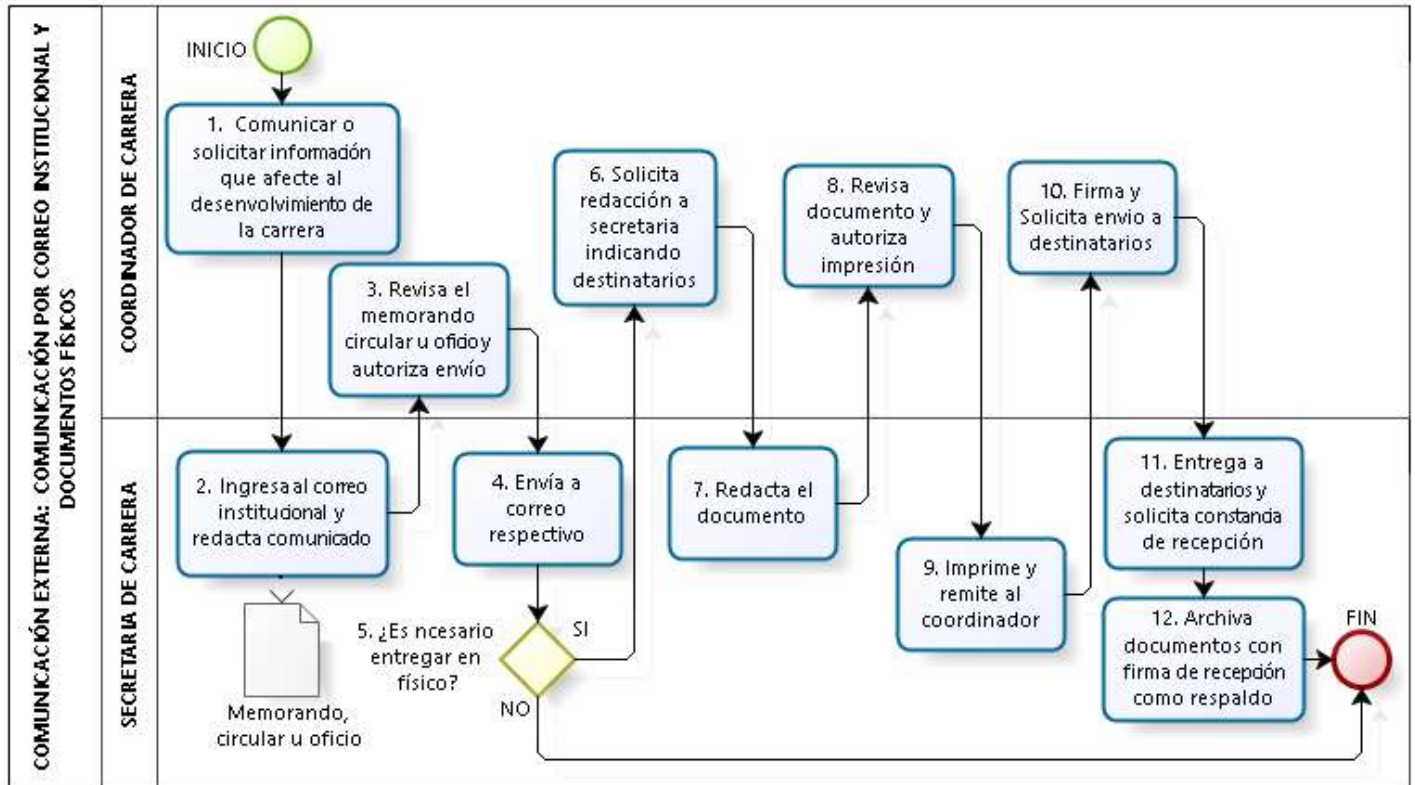 COMUNICACIÓN EXTERNA: COMUNICACIÓN POR CORREO INSTITUCIONAL Y
DOCUMENTOS FÍSICOS
COORDINADOR DE CARRERA
INICIO
1. Comunicar o
solicitar información
que afecte al
desenvolvimiento de
la carrera
3. Revisa el
memorando
circular u oficio y
autoriza envío
6. Solicita
redacción a
secretaria
indicando
destinatarios
8. Revisa
documento y
autoriza
impresión
10. Firma y
Solicita envio a
destinatarios
SECRETARIA DE CARRERA
2. Ingresa al correo
institucional y
redacta comunicado
Memorando,
circular u oficio
4. Envía a
correo
respectivo
5. ¿Es ncesario
entregar en
físico?
SI
NO
7. Redacta el
documento
9. Imprime y
remite al
coordinador
11. Entrega a
destinatarios y
solicita constancia
de recepción
12. Archiva
documentos con
firma de recepción
como respaldo
FIN